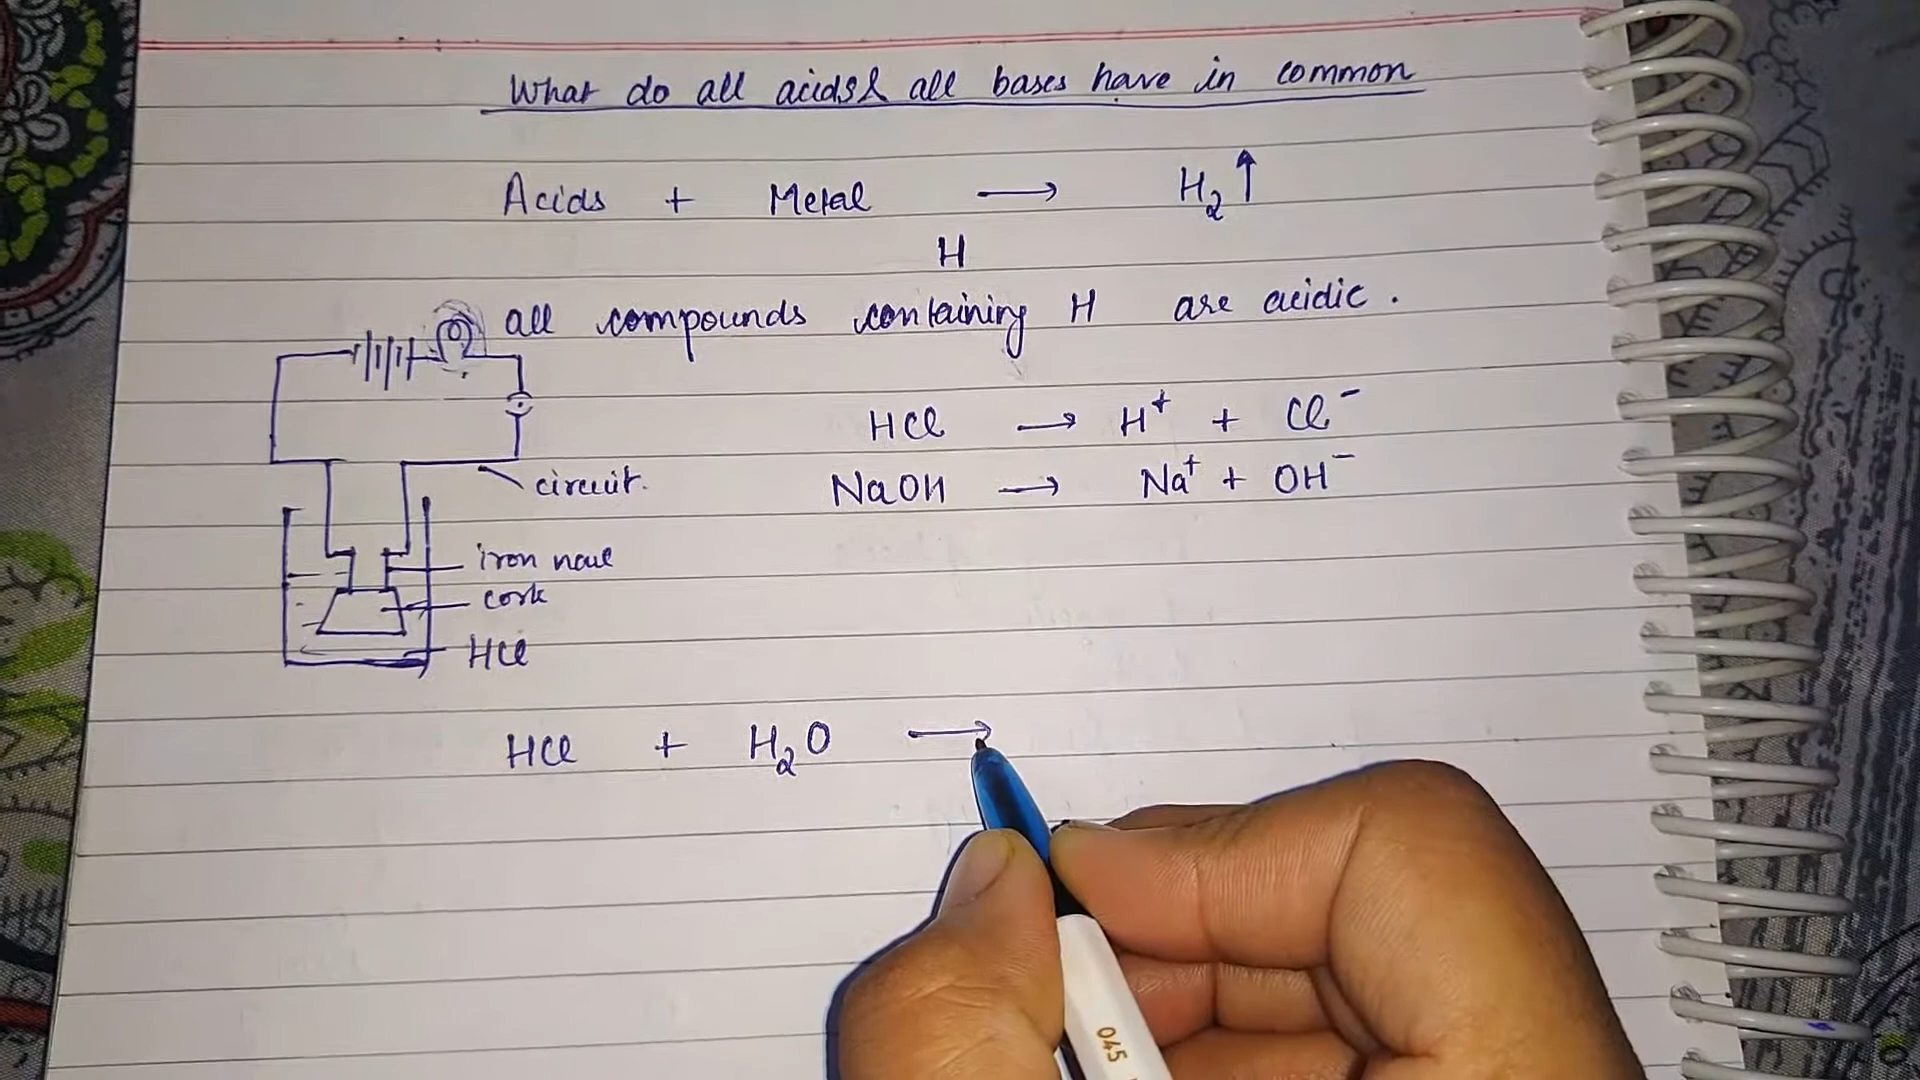 What do all acids & all bases have in common
Acids + Metal ⟶ H₂↑
H
all compounds containing H are acidic.
HCl ⟶ H⁺ + Cl⁻
NaOH ⟶ Na⁺ + OH⁻
circuit.
iron nail
cork
HCl
HCl + H₂O ⟶
045